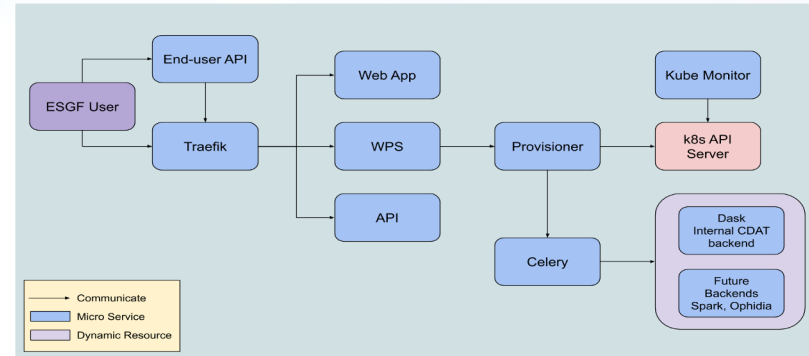 End-user API
Web App
Kube Monitor
ESGF User
Traefik
WPS
Provisioner
k8s API
Server
API
Celery
Dask
Internal CDAT
backend
Future
Backends
Spark, Ophidia
Communicate
Micro Service
Dynamic Resource